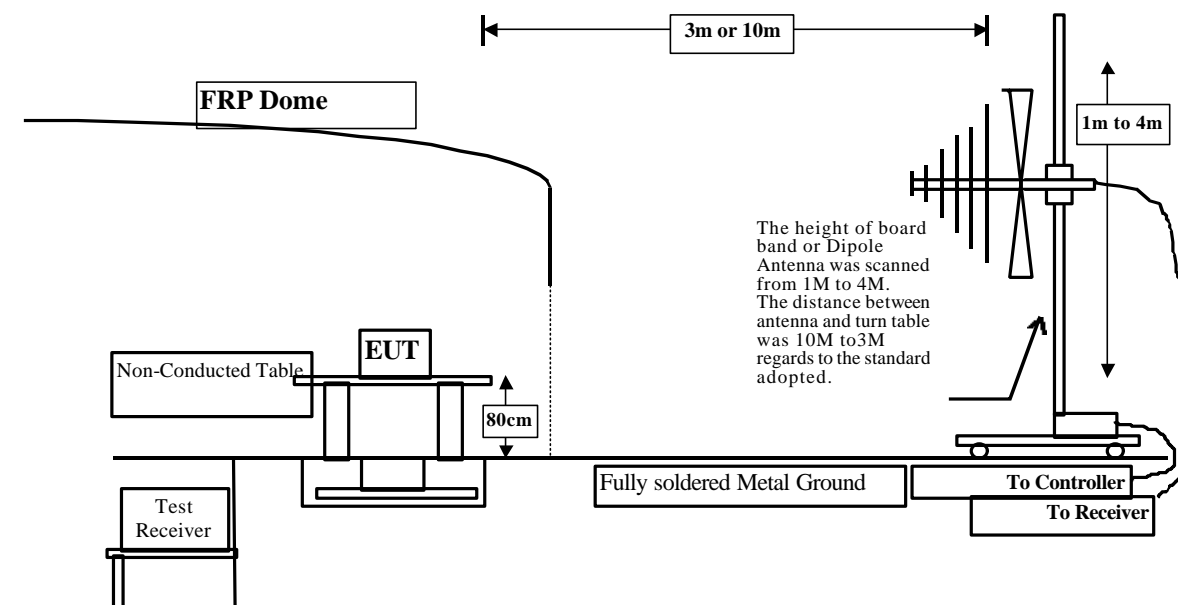 3m or 10m
FRP Dome
1m to 4m
The height of board
band or Dipole
Antenna was scanned
from 1M to 4M.
The distance between
antenna and turn table
was 10M to3M
regards to the standard
adopted.
EUT
Non-Conducted Table
80cm
Fully soldered Metal Ground
To Controller
To Receiver
Test
Receiver